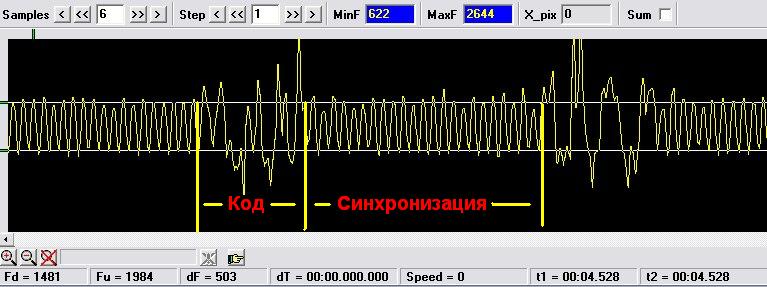 Samples < << 6 >> > Step < << 1 >> > MinF 622 MaxF 2644 X_pix 0 Sum
Код Синхронизация
Fd = 1481 Fu = 1984 dF = 503 dT = 00:00.000.000 Speed = 0 t1 = 00:04.528 t2 = 00:04.528